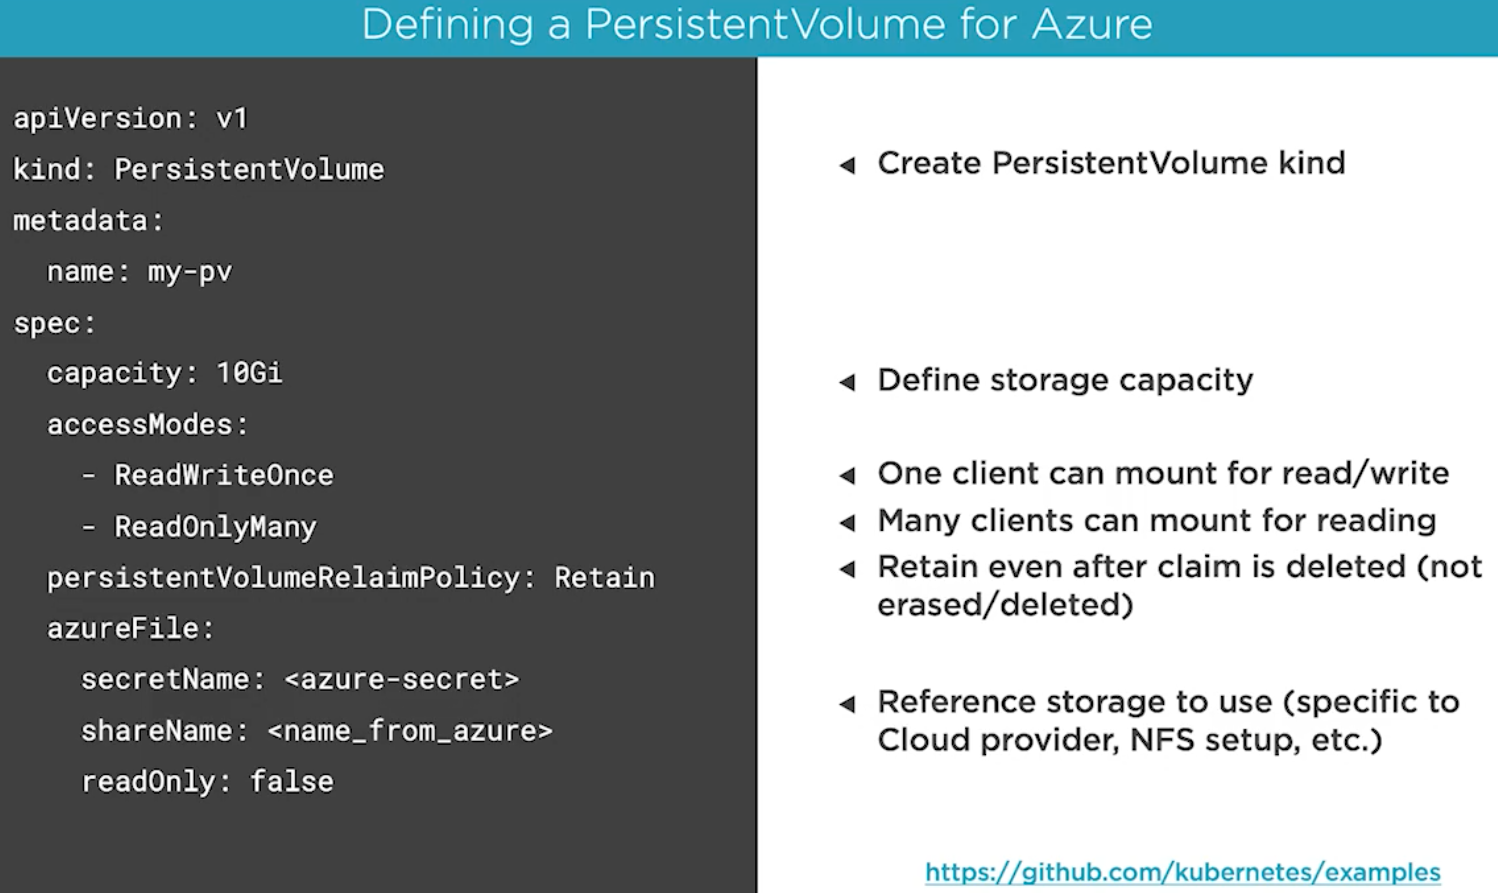 Defining a PersistentVolume for Azure
apiVersion: v1
kind: PersistentVolume
metadata:
  name: my-pv
spec:
  capacity: 10Gi
  accessModes:
    - ReadWriteOnce
    - ReadOnlyMany
  persistentVolumeRelaimPolicy: Retain
  azureFile:
    secretName: <azure-secret>
    shareName: <name_from_azure>
    readOnly: false
◄ Create PersistentVolume kind
◄ Define storage capacity
◄ One client can mount for read/write
◄ Many clients can mount for reading
◄ Retain even after claim is deleted (not
erased/deleted)
◄ Reference storage to use (specific to
Cloud provider, NFS setup, etc.)
https://github.com/kubernetes/examples